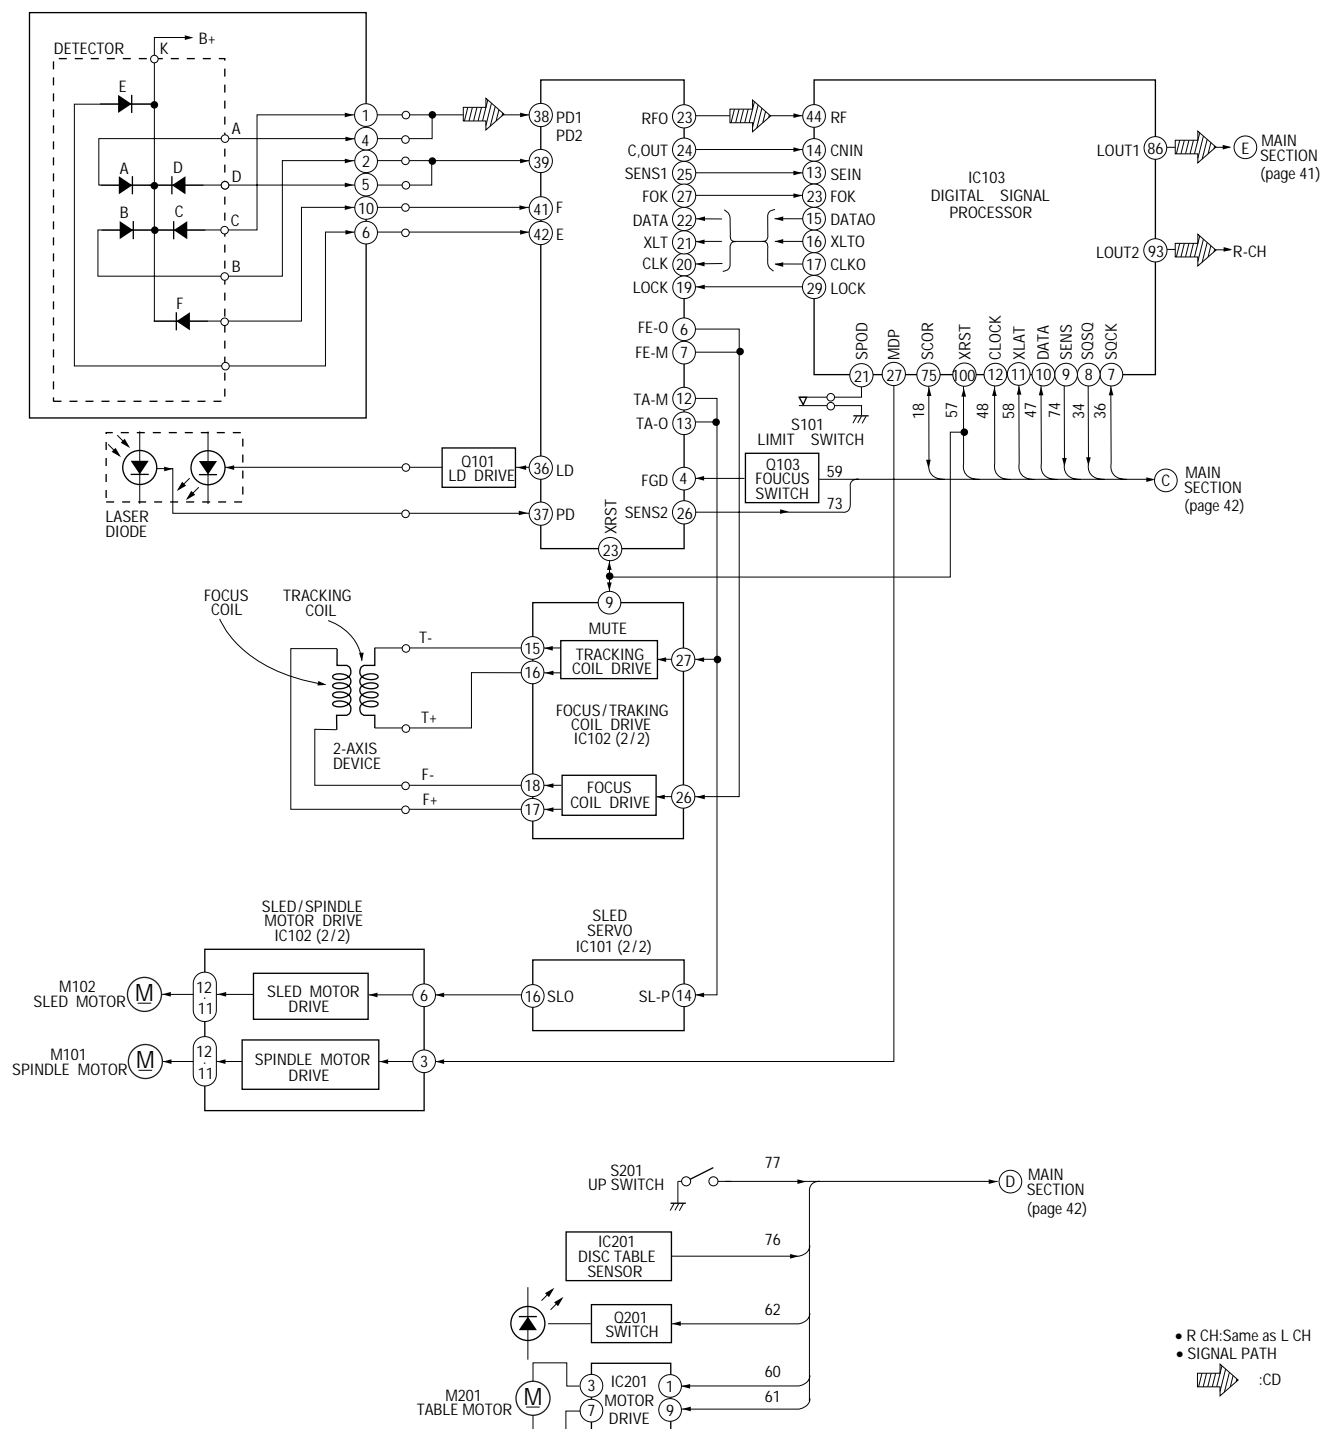 B+
K
DETECTOR
E
A
A
D
D
B
C
C
B
F
1
4
2
5
10
6
38 PD1
PD2
39
41 F
42 E
RFO 23
C,OUT 24
SENS1 25
FOK 27
DATA 22
XLT 21
CLK 20
LOCK 19
FE-O 6
FE-M 7
TA-M 12
TA-O 13
FGD 4
SENS2 26
36 LD
37 PD
XRST
23
44 RF
14 CNIN
13 SEIN
23 FOK
15 DATAO
16 XLTO
17 CLKO
29 LOCK
IC103
DIGITAL SIGNAL
PROCESSOR
LOUT1 86
E MAIN
SECTION
(page 41)
LOUT2 93
R-CH
SPOD
MDP
SCOR
XRST
CLOCK
XLAT
DATA
SENS
SQSQ
SQCK
21
27
75
100
12
11
10
9
8
7
18
57
48
58
47
74
34
36
S101
LIMIT SWITCH
Q103
FOUCUS
SWITCH
59
73
C MAIN
SECTION
(page 42)
Q101
LD DRIVE
LASER
DIODE
FOCUS
COIL
TRACKING
COIL
T-
T+
2-AXIS
DEVICE
F-
F+
9
MUTE
15
16
TRACKING
COIL DRIVE
27
FOCUS/TRAKING
COIL DRIVE
IC102 (2/2)
18
17
FOCUS
COIL DRIVE
26
SLED/SPINDLE
MOTOR DRIVE
IC102 (2/2)
SLED
SERVO
IC101 (2/2)
M102
SLED MOTOR
M
12
.
11
SLED MOTOR
DRIVE
6
16 SLO
SL-P 14
M101
SPINDLE MOTOR
M
12
.
11
SPINDLE MOTOR
DRIVE
3
S201
UP SWITCH
77
D MAIN
SECTION
(page 42)
IC201
DISC TABLE
SENSOR
76
Q201
SWITCH
62
M201
TABLE MOTOR
M
3
7
IC201
MOTOR
DRIVE
1
9
60
61
• R CH:Same as L CH
• SIGNAL PATH
:CD